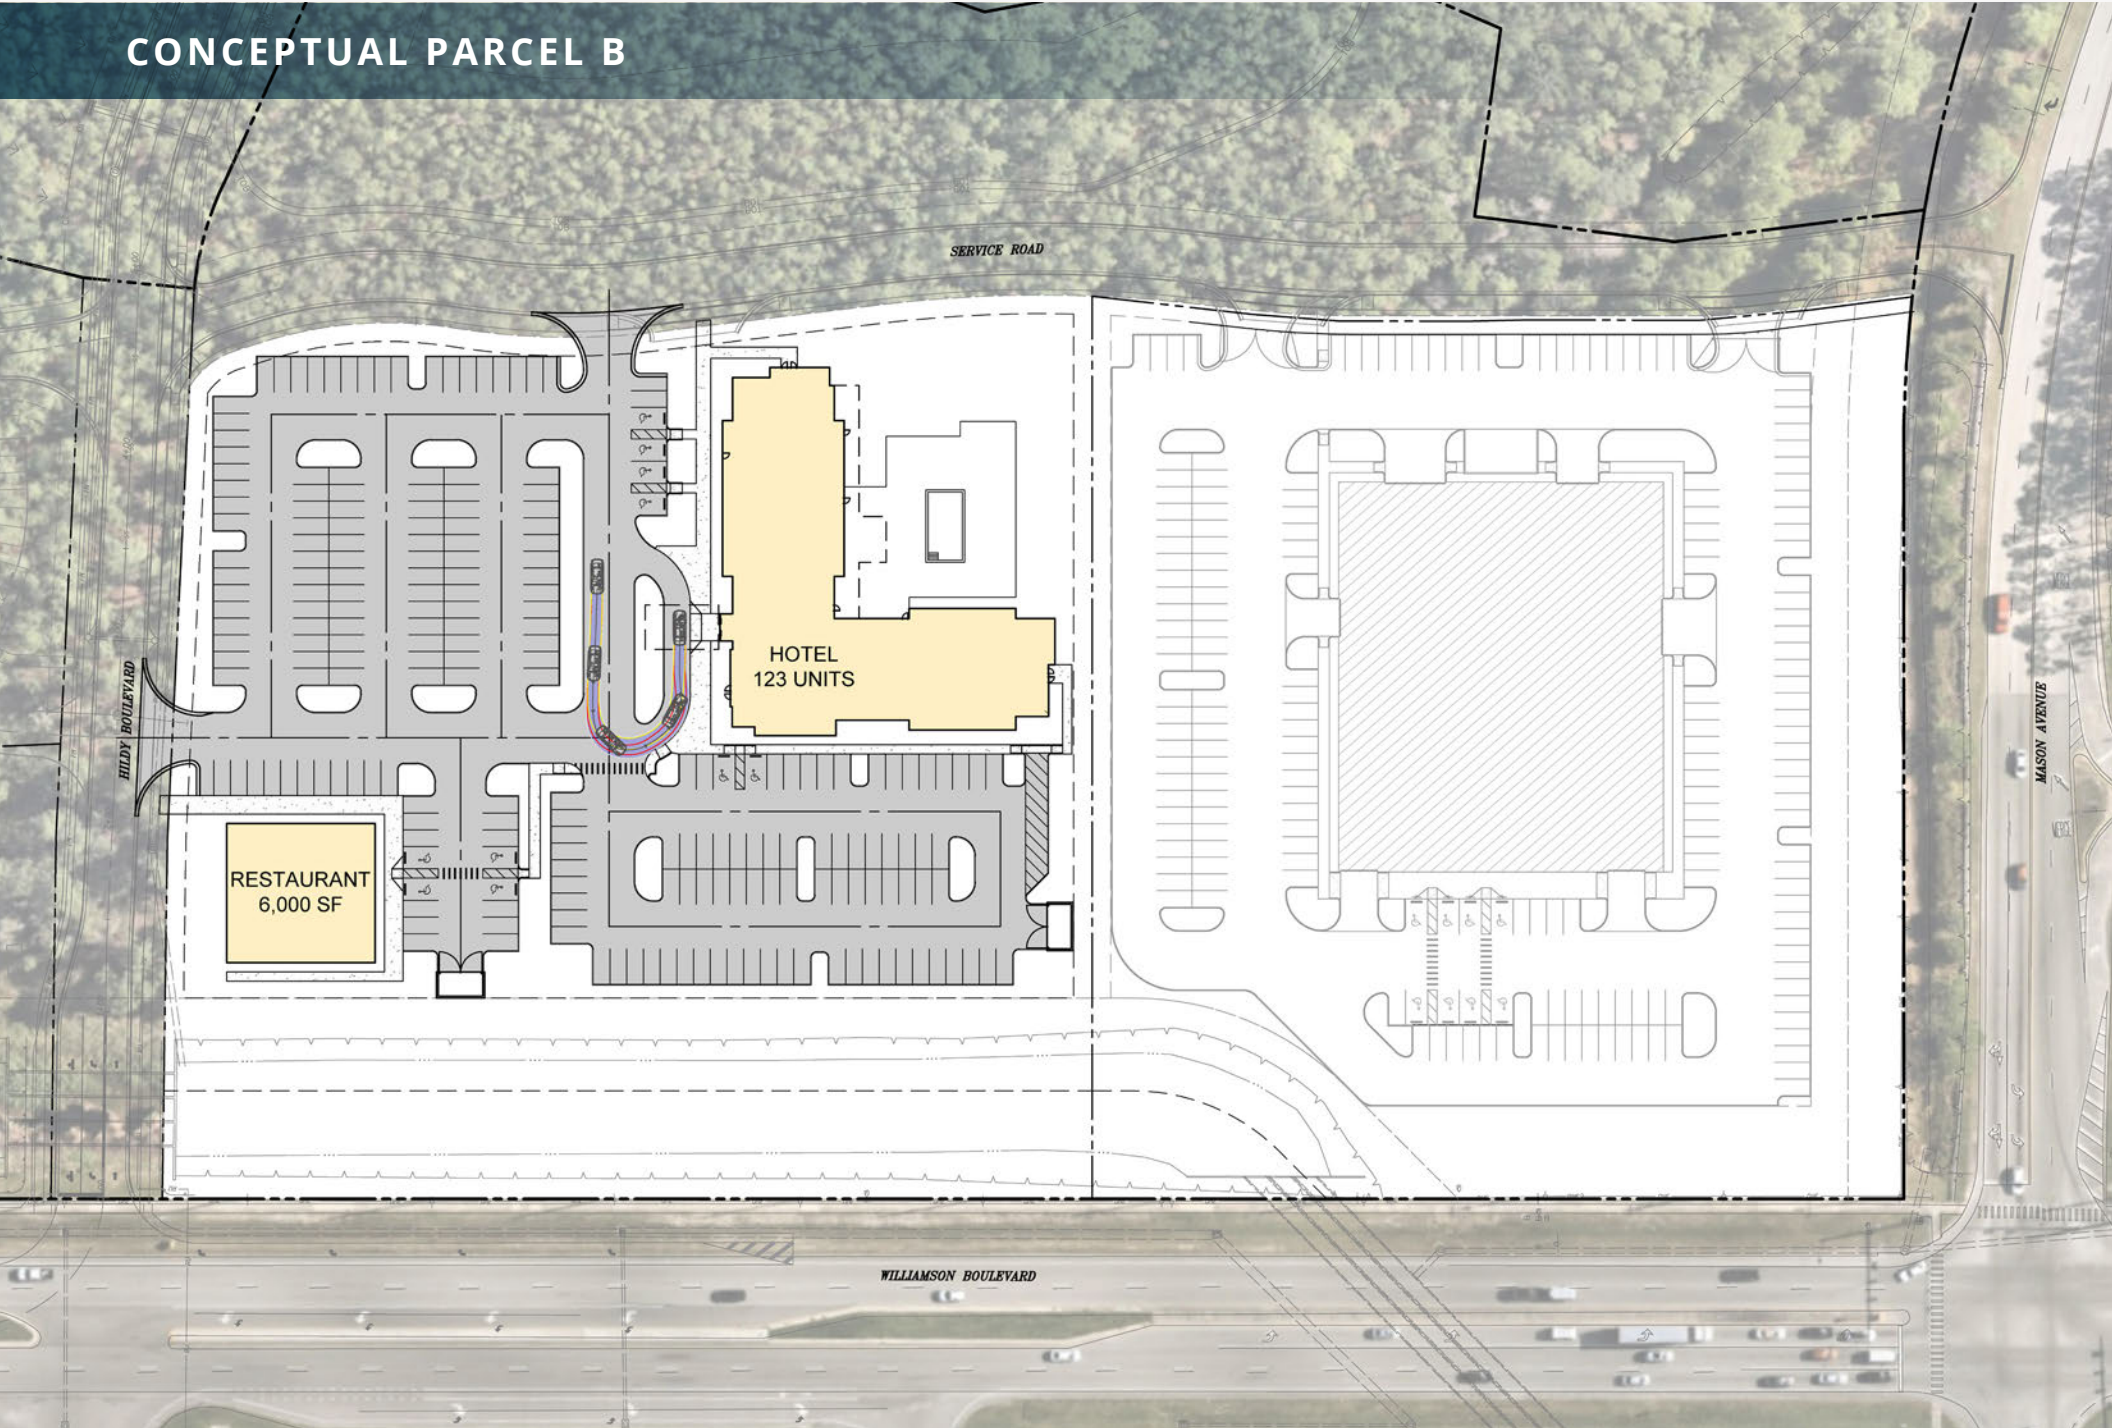 CONCEPTUAL PARCEL B
SERVICE ROAD
HOTEL
123 UNITS
HILDY BOULEVARD
MASON AVENUE
RESTAURANT
6,000 SF
WILLIAMSON BOULEVARD